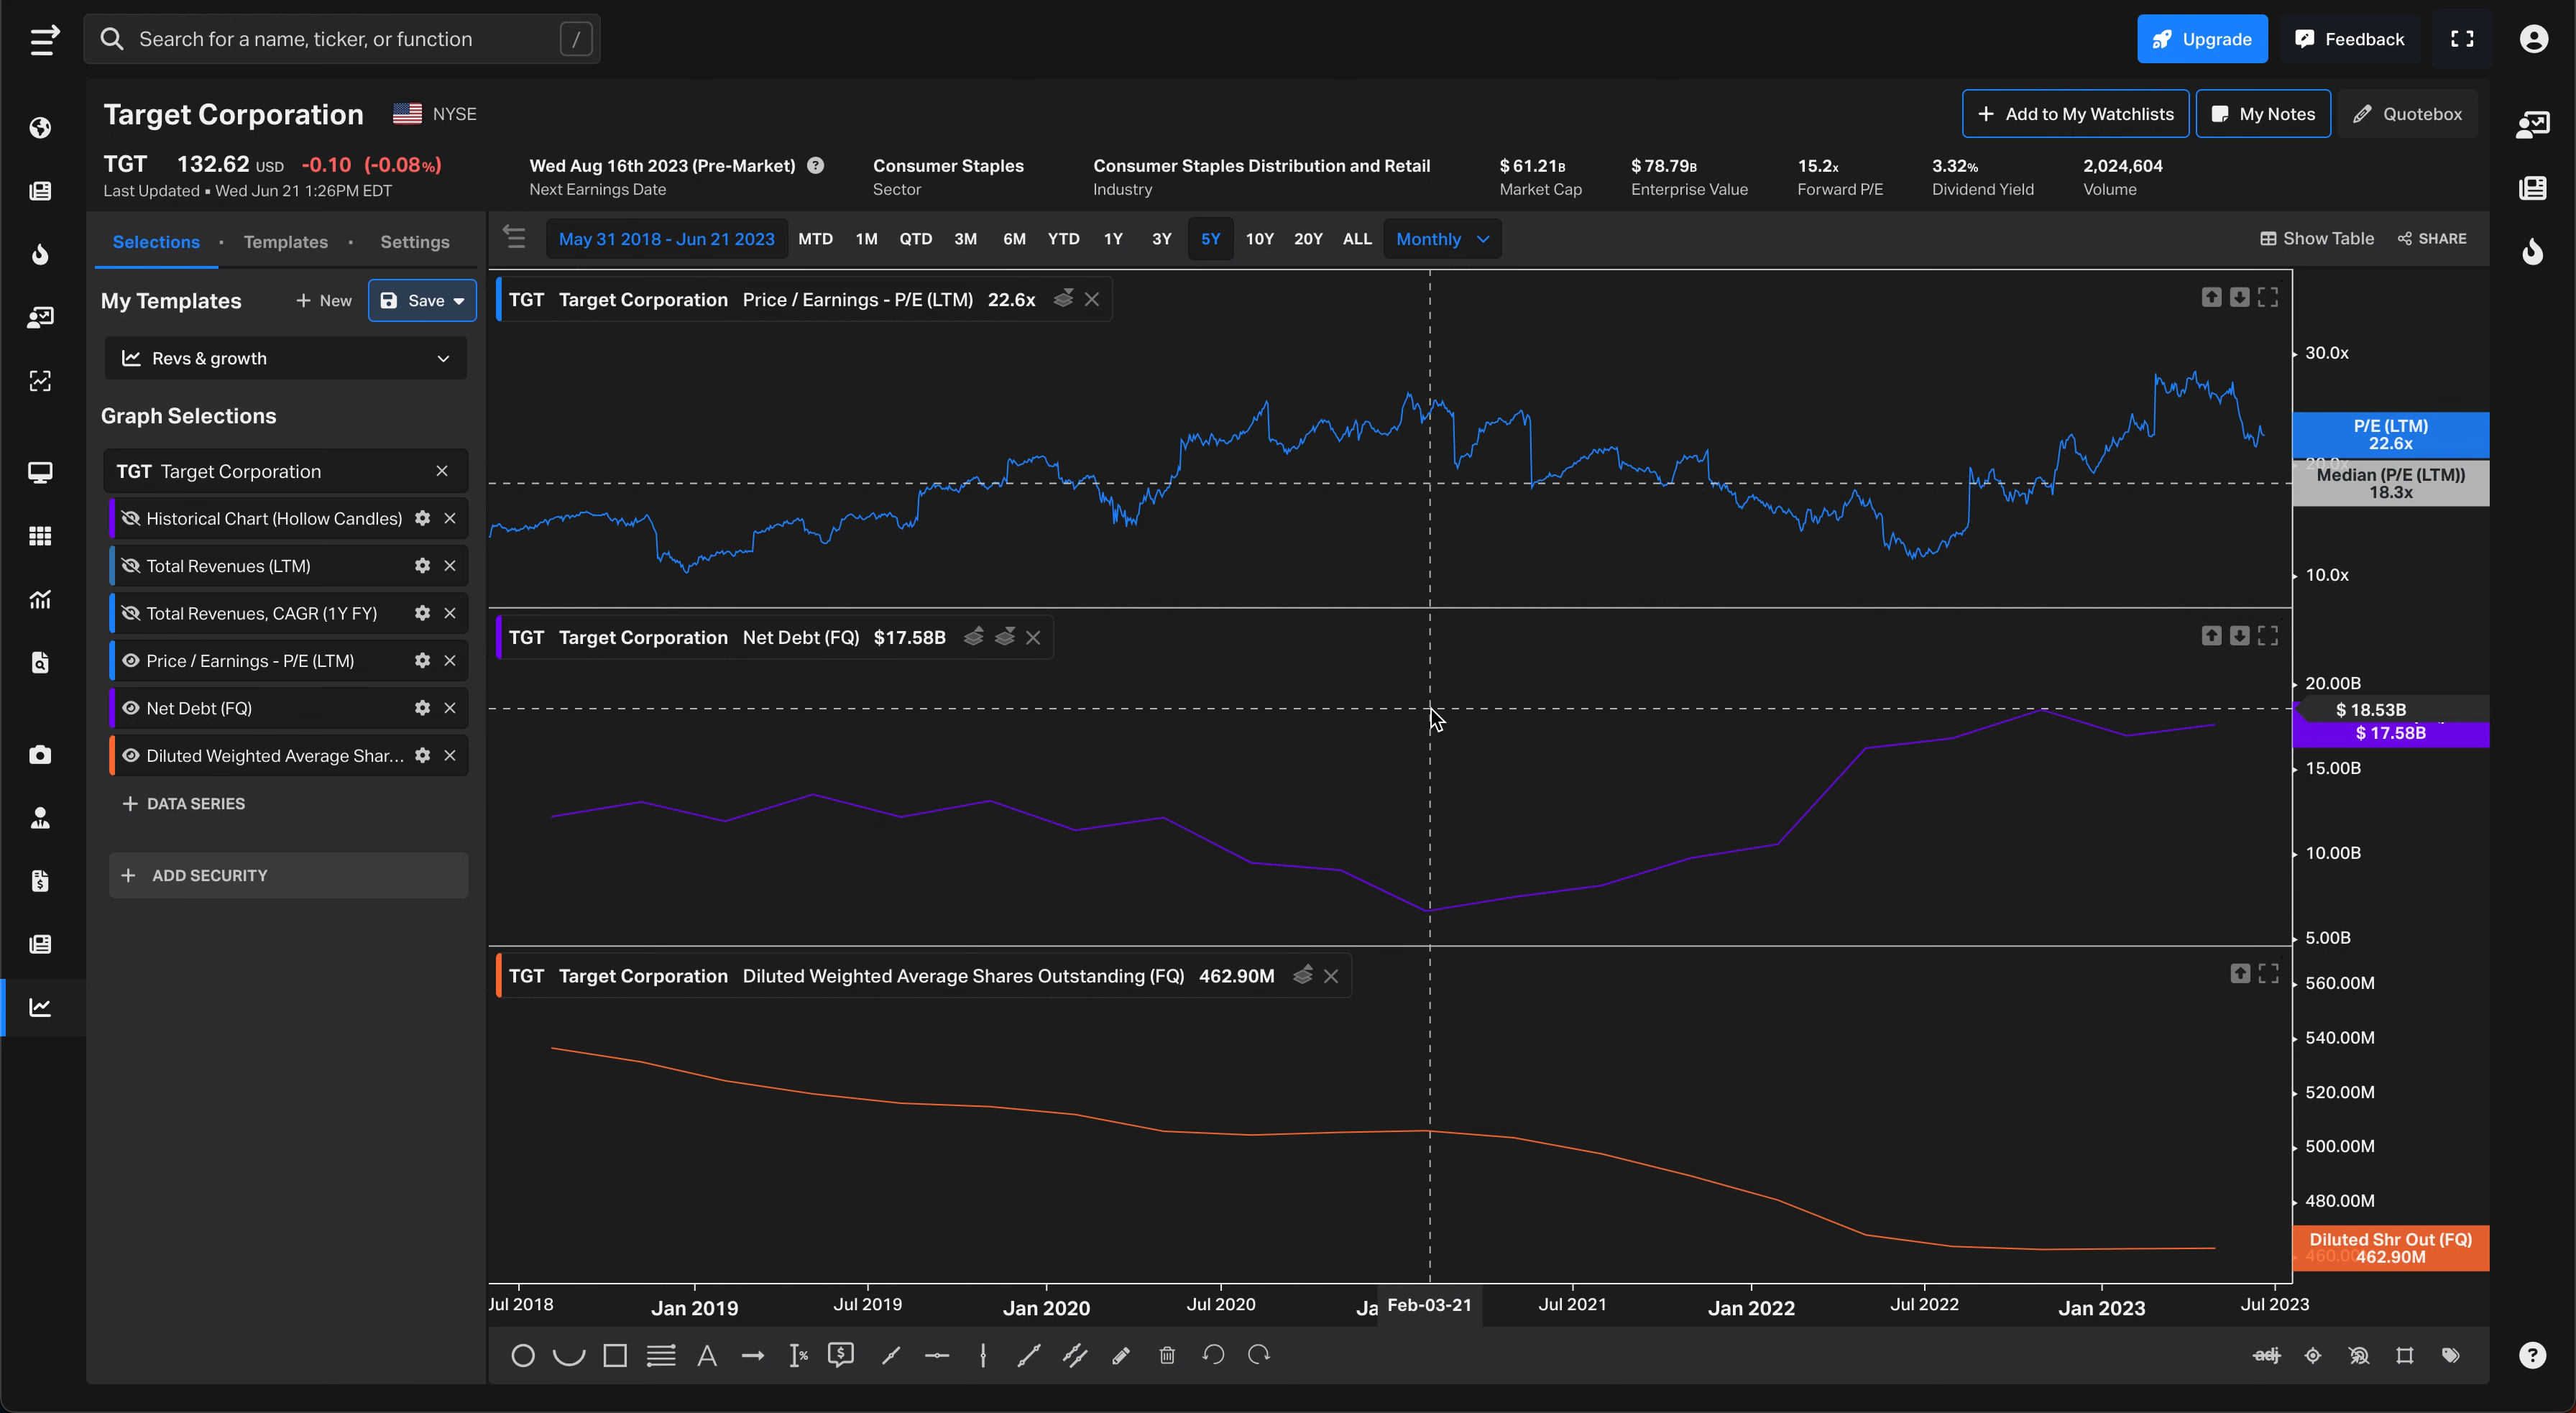 Search for a name, ticker, or function /
Upgrade Feedback
Target Corporation NYSE
Add to My Watchlists My Notes Quotebox
TGT 132.62 USD -0.10 (-0.08%)
Last Updated ▪ Wed Jun 21 1:26PM EDT
Wed Aug 16th 2023 (Pre-Market) ?
Next Earnings Date
Consumer Staples
Sector
Consumer Staples Distribution and Retail
Industry
$ 61.21B
Market Cap
$ 78.79B
Enterprise Value
15.2x
Forward P/E
3.32%
Dividend Yield
2,024,604
Volume
Selections · Templates · Settings
May 31 2018 - Jun 21 2023 MTD 1M QTD 3M 6M YTD 1Y 3Y 5Y 10Y 20Y ALL Monthly
Show Table SHARE
My Templates + New Save
Revs & growth
Graph Selections
TGT Target Corporation
Historical Chart (Hollow Candles)
Total Revenues (LTM)
Total Revenues, CAGR (1Y FY)
Price / Earnings - P/E (LTM)
Net Debt (FQ)
Diluted Weighted Average Shar...
+ DATA SERIES
+ ADD SECURITY
TGT Target Corporation Price / Earnings - P/E (LTM) 22.6x
30.0x
P/E (LTM)
22.6x
20.0x
Median (P/E (LTM))
18.3x
10.0x
TGT Target Corporation Net Debt (FQ) $17.58B
20.00B
$ 18.53B
$ 17.58B
15.00B
10.00B
5.00B
TGT Target Corporation Diluted Weighted Average Shares Outstanding (FQ) 462.90M
560.00M
540.00M
520.00M
500.00M
480.00M
Diluted Shr Out (FQ)
462.90M
Jul 2018 Jan 2019 Jul 2019 Jan 2020 Jul 2020 Ja Feb-03-21 Jul 2021 Jan 2022 Jul 2022 Jan 2023 Jul 2023
A % $ adj ?